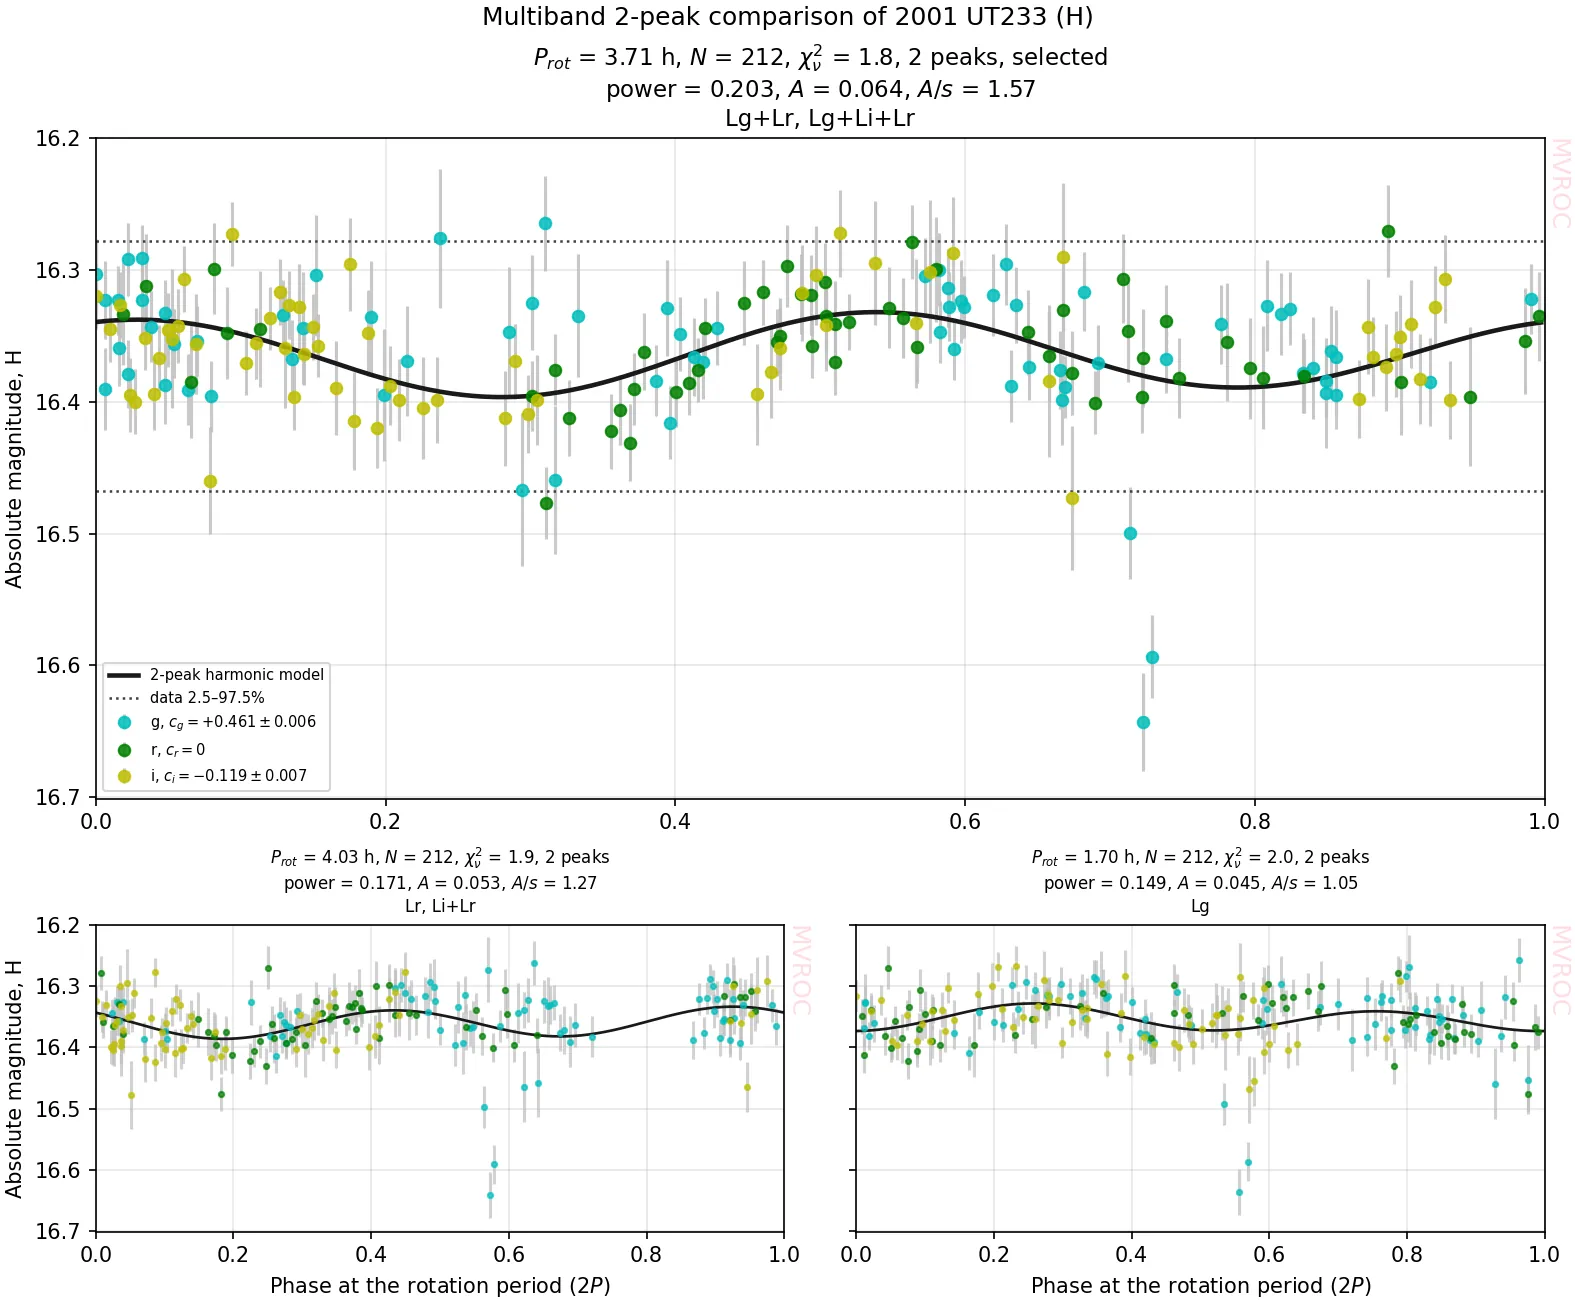 Multiband 2-peak comparison of 2001 UT233 (H)
P_rot = 3.71 h, N = 212, χ²_ν = 1.8, 2 peaks, selected
power = 0.203, A = 0.064, A/s = 1.57
Lg+Lr, Lg+Li+Lr
16.2
16.3
16.4
16.5
16.6
16.7
Absolute magnitude, H
MVROC
2-peak harmonic model
data 2.5–97.5%
g, c_g = +0.461 ± 0.006
r, c_r = 0
i, c_i = −0.119 ± 0.007
0.0 0.2 0.4 0.6 0.8 1.0
P_rot = 4.03 h, N = 212, χ²_ν = 1.9, 2 peaks
power = 0.171, A = 0.053, A/s = 1.27
Lr, Li+Lr
16.2
16.3
16.4
16.5
16.6
16.7
Absolute magnitude, H
MVROC
0.0 0.2 0.4 0.6 0.8 1.0
Phase at the rotation period (2P)
P_rot = 1.70 h, N = 212, χ²_ν = 2.0, 2 peaks
power = 0.149, A = 0.045, A/s = 1.05
Lg
MVROC
0.0 0.2 0.4 0.6 0.8 1.0
Phase at the rotation period (2P)